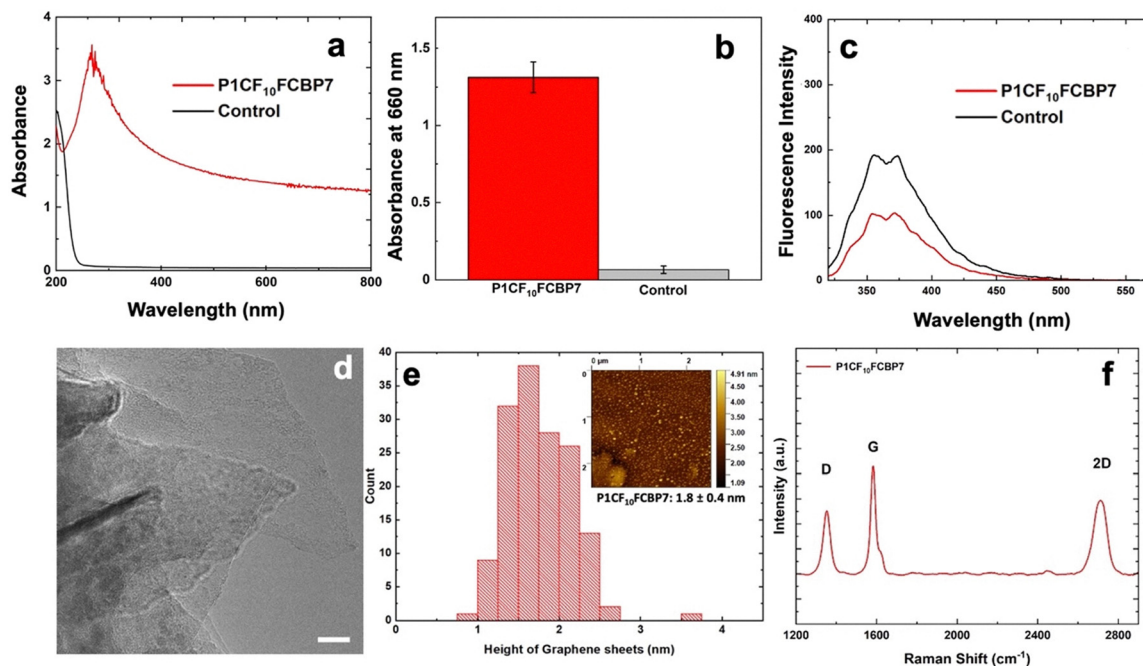 a
Absorbance
4
3
2
1
0
200 400 600 800
Wavelength (nm)
P1CF₁₀FCBP7
Control
b
Absorbance at 660 nm
1.5
1
0.5
0
P1CF₁₀FCBP7 Control
c
Fluorescence Intensity
400
300
200
100
0
350 400 450 500 550
Wavelength (nm)
P1CF₁₀FCBP7
Control
d
e
Count
40
35
30
25
20
15
10
5
0
0 1 2 3 4
Height of Graphene sheets (nm)
0 µm 1 2
0
1
2
4.91 nm
4.00
3.50
3.00
2.50
2.00
1.09
P1CF₁₀FCBP7: 1.8 ± 0.4 nm
f
Intensity (a.u.)
P1CF₁₀FCBP7
D
G
2D
1200 1600 2000 2400 2800
Raman Shift (cm⁻¹)